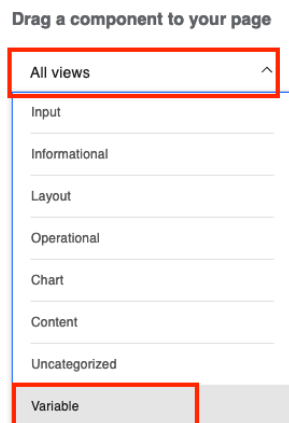 Drag a component to your page
All views
Input
Informational
Layout
Operational
Chart
Content
Uncategorized
Variable